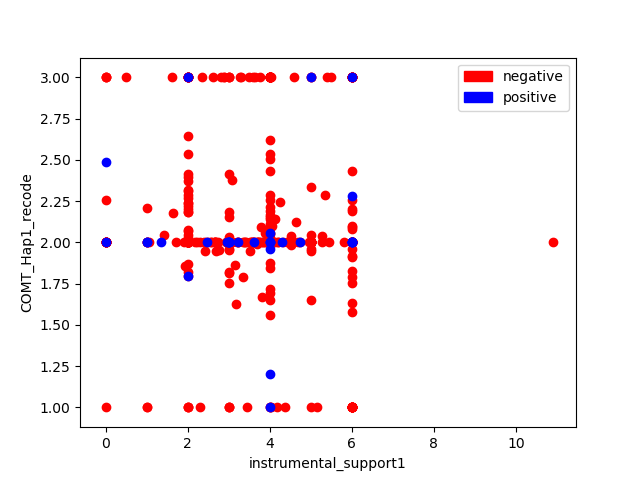 negative
positive
3.00
2.75
2.50
2.25
2.00
1.75
1.50
1.25
1.00
COMT_Hap1_recode
0 2 4 6 8 10
instrumental_support1